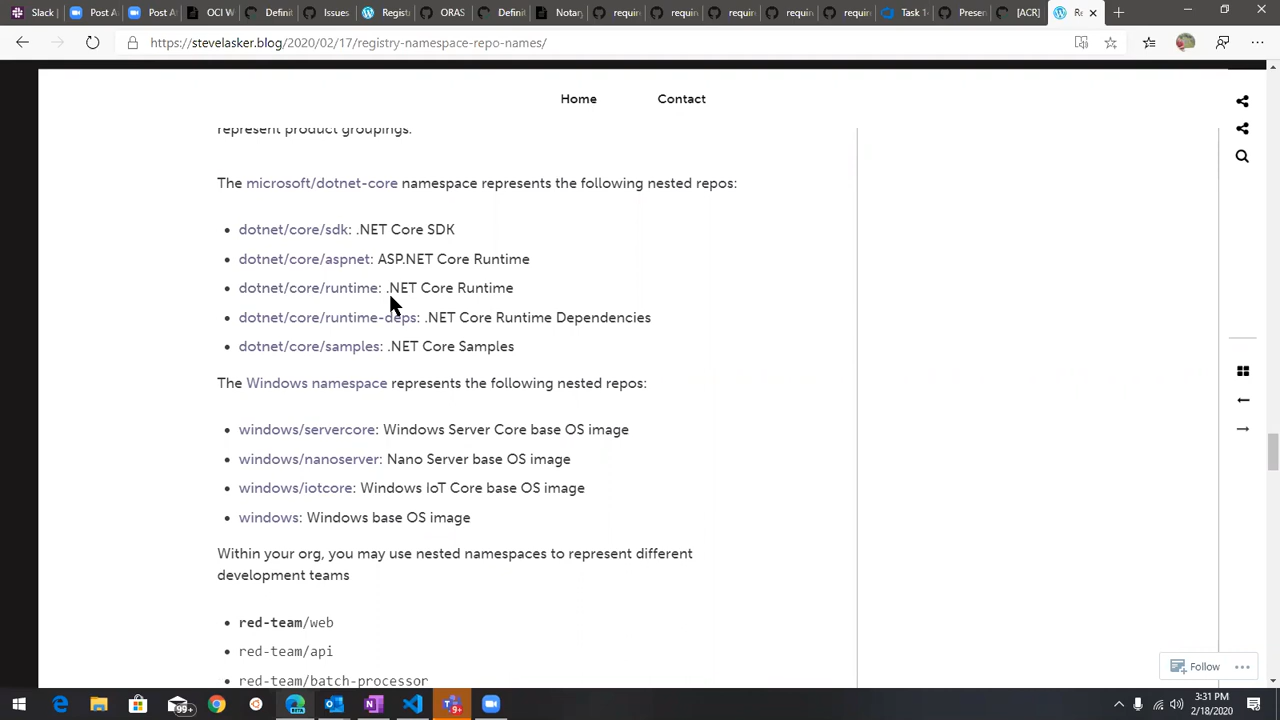 Slack
Post A
Post A
OCI W
Definit
Issues
Registr
ORAS
Definit
Notar
require
requir
requir
requir
requir
Task 1
Presen
[ACR]
Re
https://stevelasker.blog/2020/02/17/registry-namespace-repo-names/
Home
Contact
represent product groupings.
The microsoft/dotnet-core namespace represents the following nested repos:
• dotnet/core/sdk: .NET Core SDK
• dotnet/core/aspnet: ASP.NET Core Runtime
• dotnet/core/runtime: .NET Core Runtime
• dotnet/core/runtime-deps: .NET Core Runtime Dependencies
• dotnet/core/samples: .NET Core Samples
The Windows namespace represents the following nested repos:
• windows/servercore: Windows Server Core base OS image
• windows/nanoserver: Nano Server base OS image
• windows/iotcore: Windows IoT Core base OS image
• windows: Windows base OS image
Within your org, you may use nested namespaces to represent different
development teams
• red-team/web
• red-team/api
• red-team/batch-processor
Follow
99+
9+
3:31 PM
2/18/2020